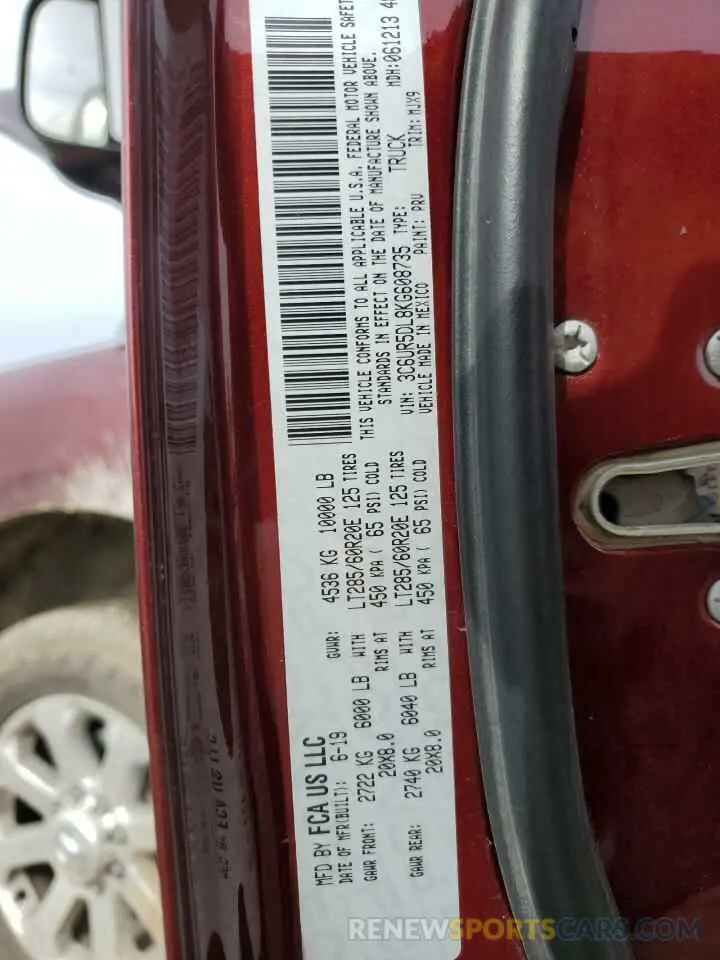 MFD BY FCA US LLC
DATE OF MFR(BUILT): 6-19
GVWR: 4536 KG 10000 LB
GAWR FRONT: 2722 KG 6000 LB WITH LT285/60R20E 125 TIRES
20X8.0 RIMS AT 450 KPA ( 65 PSI) COLD
GAWR REAR: 2740 KG 6040 LB WITH LT285/60R20E 125 TIRES
20X8.0 RIMS AT 450 KPA ( 65 PSI) COLD
THIS VEHICLE CONFORMS TO ALL APPLICABLE U.S.A. FEDERAL MOTOR VEHICLE SAFET
STANDARDS IN EFFECT ON THE DATE OF MANUFACTURE SHOWN ABOVE.
VIN: 3C6UR5DL8KG608735 TYPE: TRUCK MDH:061213 4
VEHICLE MADE IN MEXICO PAINT: PRV TRIM: MJX9
RENEWSPORTCARS.COM